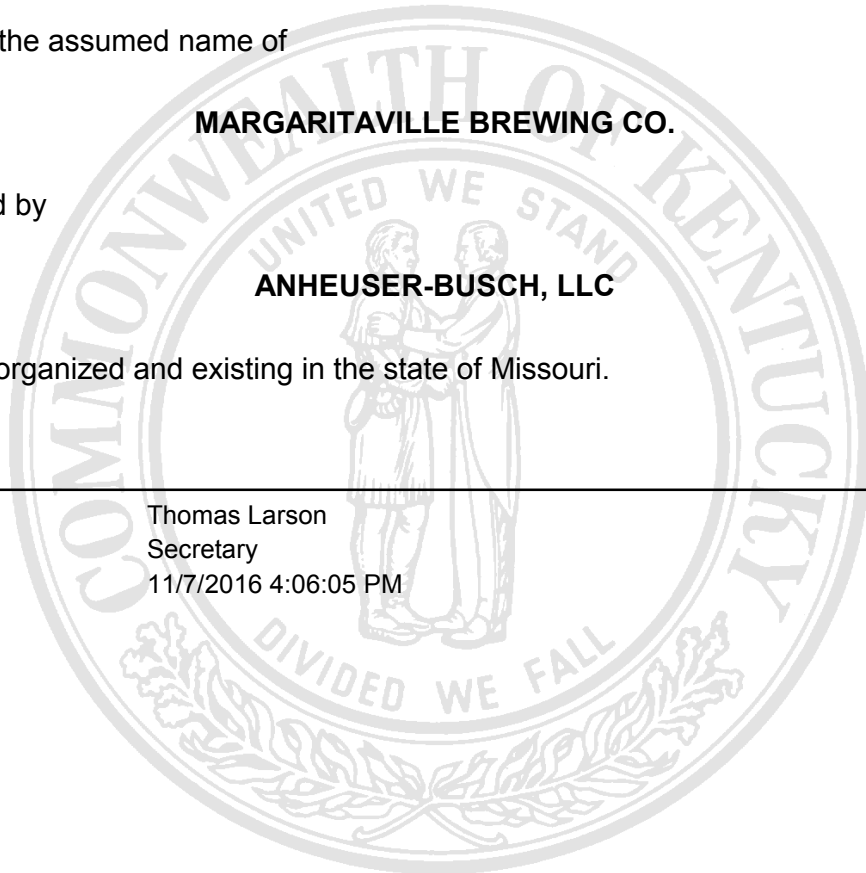 the assumed name of
MARGARITAVILLE BREWING CO.
d by
ANHEUSER-BUSCH, LLC
organized and existing in the state of Missouri.
Thomas Larson
Secretary
11/7/2016 4:06:05 PM
COMMONWEALTH OF KENTUCKY
UNITED WE STAND
DIVIDED WE FALL